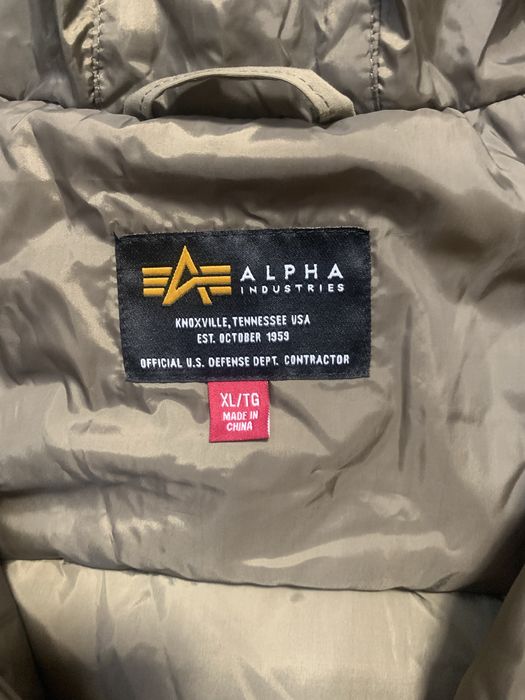 ALPHA
INDUSTRIES
KNOXVILLE, TENNESSEE USA
EST. OCTOBER 1959
OFFICIAL U.S. DEFENSE DEPT. CONTRACTOR
XL/TG
MADE IN
CHINA